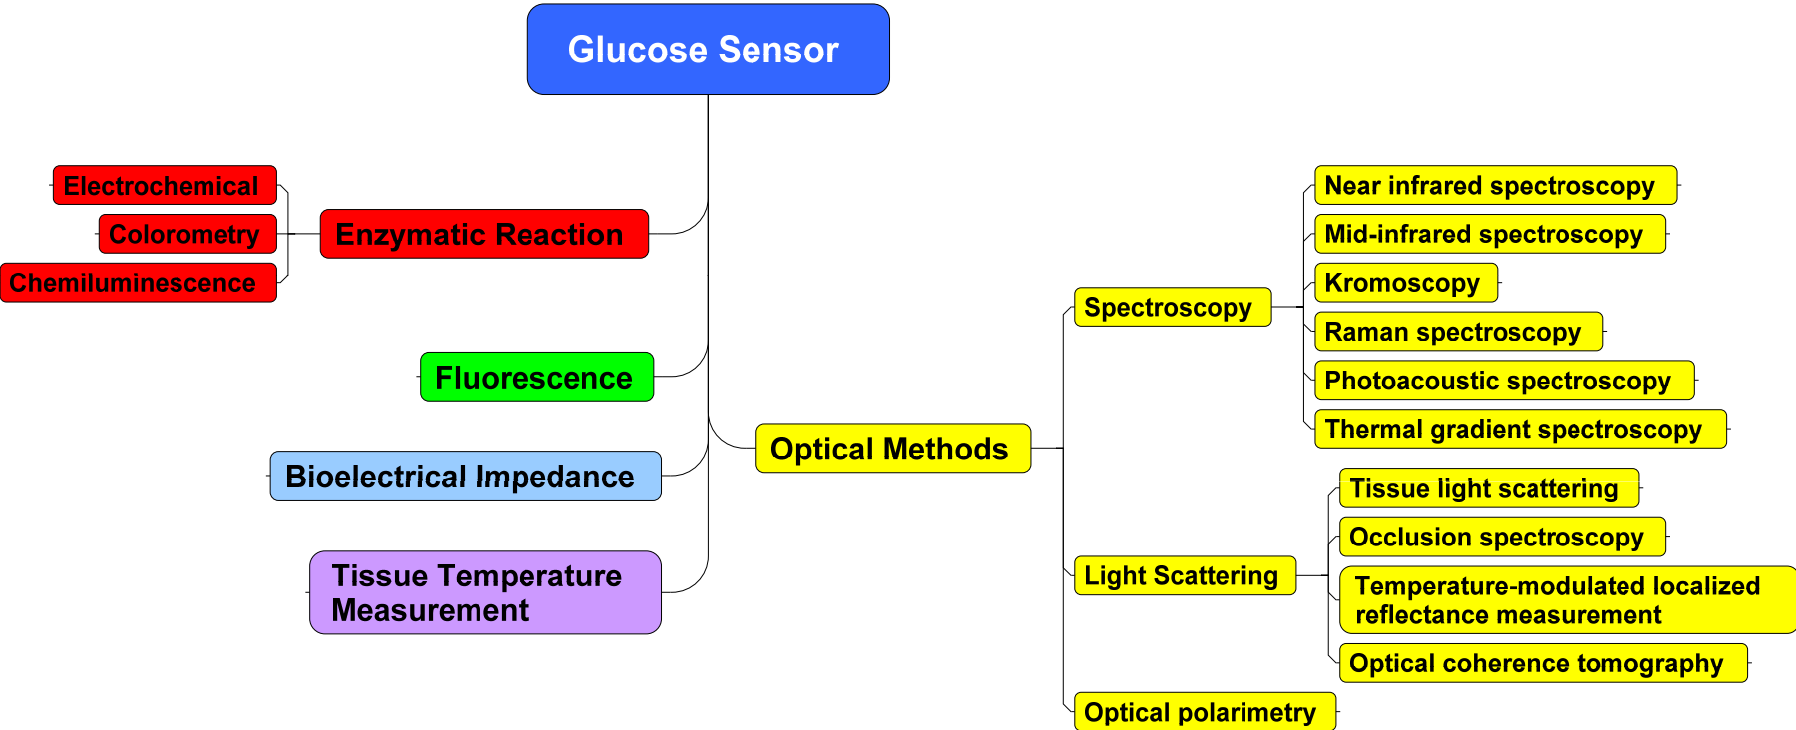 Glucose Sensor
Electrochemical
Colorometry
Chemiluminescence
Enzymatic Reaction
Fluorescence
Bioelectrical Impedance
Tissue Temperature
Measurement
Optical Methods
Spectroscopy
Near infrared spectroscopy
Mid-infrared spectroscopy
Kromoscopy
Raman spectroscopy
Photoacoustic spectroscopy
Thermal gradient spectroscopy
Light Scattering
Tissue light scattering
Occlusion spectroscopy
Temperature-modulated localized
reflectance measurement
Optical coherence tomography
Optical polarimetry